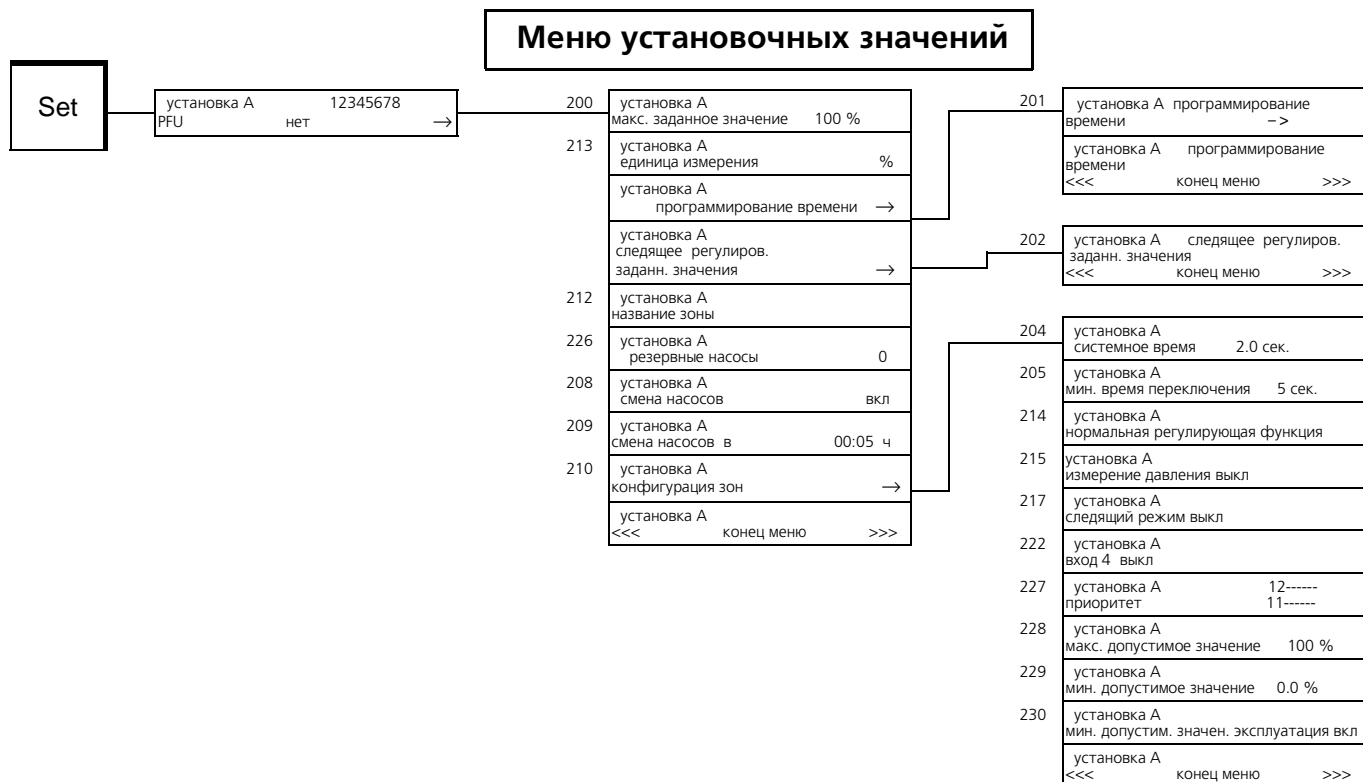 Меню установочных значений
Set
установка А 12345678
PFU нет →
200 установка А
макс. заданное значение 100 %
213 установка А
единица измерения %
установка А
программирование времени →
установка А
следящее регулиров.
заданн. значения →
212 установка А
название зоны
226 установка А
резервные насосы 0
208 установка А
смена насосов вкл
209 установка А
смена насосов в 00:05 ч
210 установка А
конфигурация зон →
установка А
<<< конец меню >>>
201 установка А программирование
времени –>
установка А программирование
времени
<<< конец меню >>>
202 установка А следящее регулиров.
заданн. значения
<<< конец меню >>>
204 установка А
системное время 2.0 сек.
205 установка А
мин. время переключения 5 сек.
214 установка А
нормальная регулирующая функция
215 установка А
измерение давления выкл
217 установка А
следящий режим выкл
222 установка А
вход 4 выкл
227 установка А 12------
приоритет 11------
228 установка А
макс. допустимое значение 100 %
229 установка А
мин. допустимое значение 0.0 %
230 установка А
мин. допустим. значен. эксплуатация вкл
установка А
<<< конец меню >>>